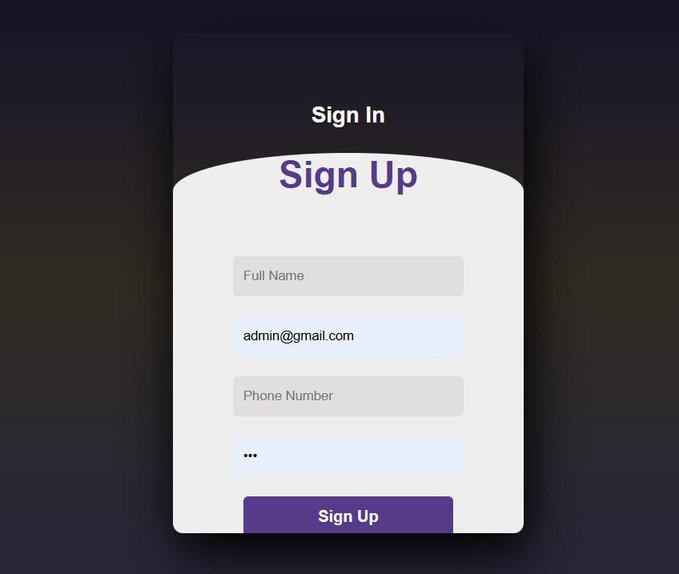 Sign In
Sign Up
Full Name
admin@gmail.com
Phone Number
•••
Sign Up